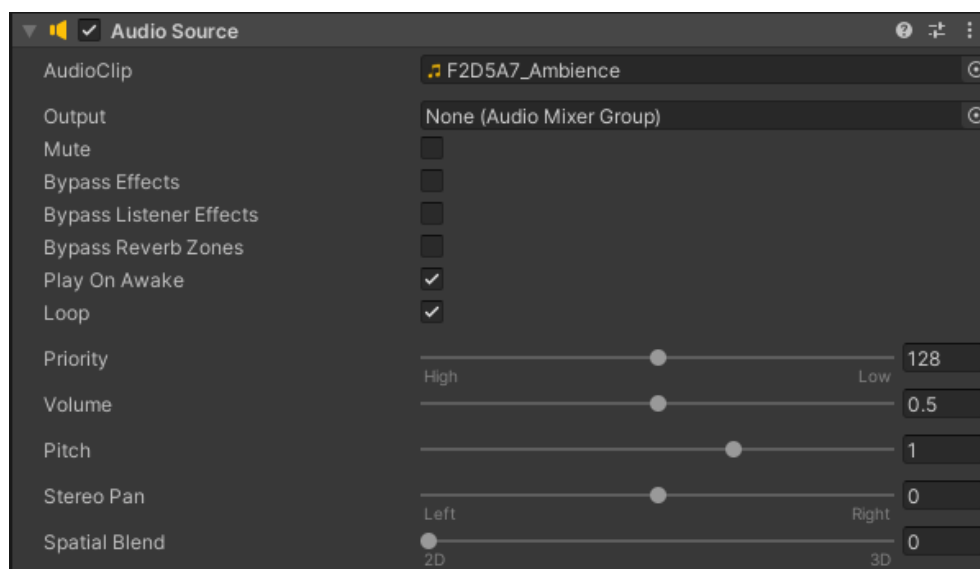 Audio Source
AudioClip F2D5A7_Ambience
Output None (Audio Mixer Group)
Mute
Bypass Effects
Bypass Listener Effects
Bypass Reverb Zones
Play On Awake
Loop
Priority 128
High Low
Volume 0.5
Pitch 1
Stereo Pan 0
Left Right
Spatial Blend 0
2D 3D